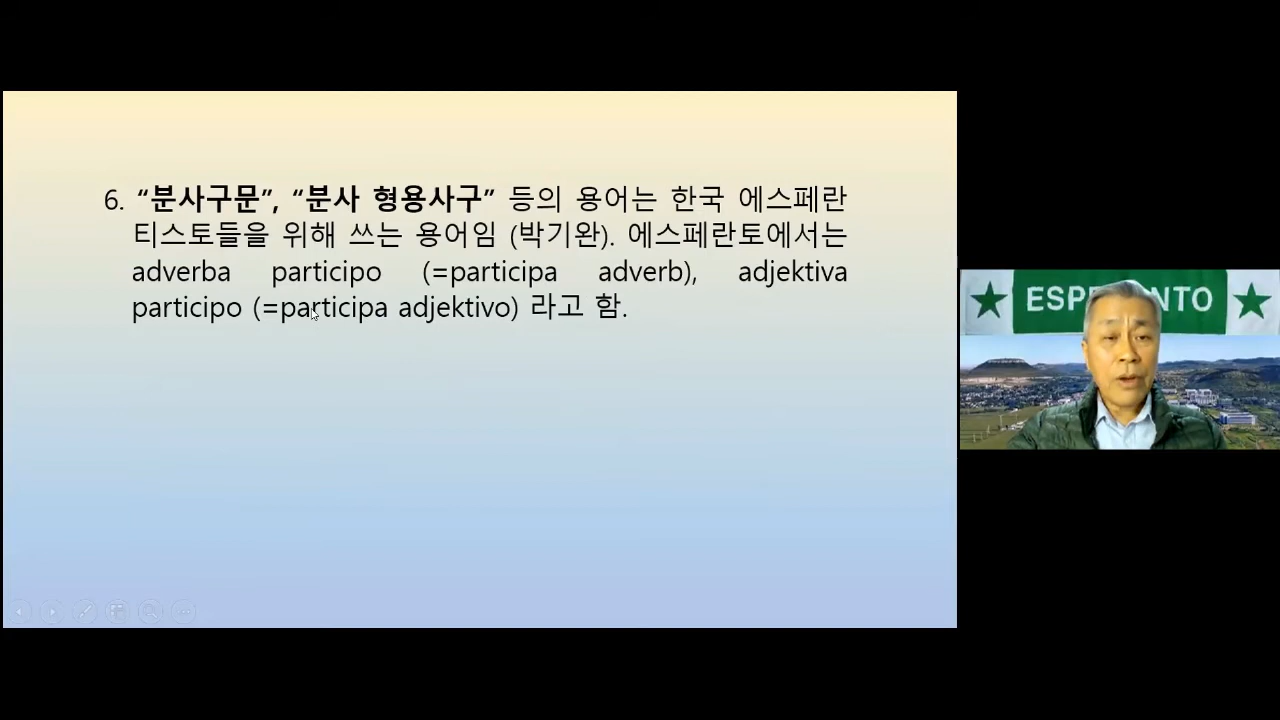 6. “분사구문”, “분사 형용사구” 등의 용어는 한국 에스페란
티스토들을 위해 쓰는 용어임 (박기완). 에스페란토에서는
adverba participo (=participa adverb), adjektiva
participo (=participa adjektivo) 라고 함.